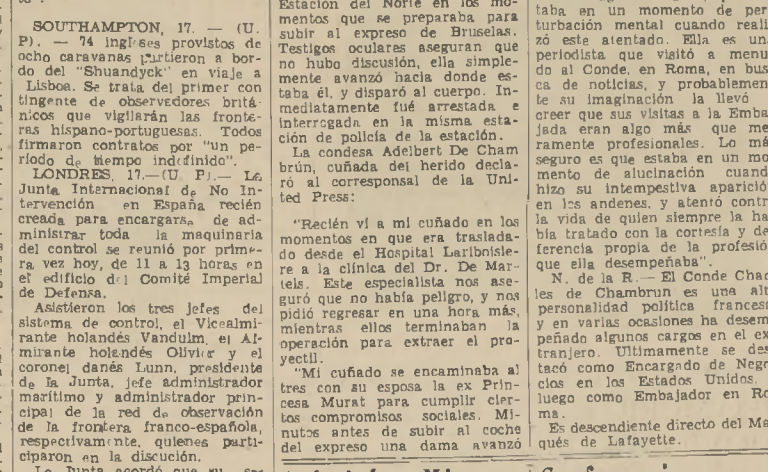 SOUTHAMPTON, 17. — (U.
P). — 74 ingleses provistos de
ocho caravanas partieron a bor-
do del "Shuandyck" en viaje a
Lisboa. Se trata del primer con
tingente de observedores britá-
nicos que vigilarán las fronte-
ras hispano-portuguesas. Todos
firmaron contratos por "un pe-
ríodo de tiempo indefinido".
LONDRES, 17.—(U. P).— La
Junta Internacional de No In-
tervención en España recién
creada para encargarse de ad-
ministrar toda la maquinaria
del control se reunió por prime-
ra vez hoy, de 11 a 13 horas en
el edificio del Comité Imperial
de Defensa.
Asistieron los tres jefes del
sistema de control, el Vicealmi-
rante holandés Vandulm, el Al-
mirante holandés Olivier y el
coronel danés Lunn, presidente
de la Junta, jefe administrador
marítimo y administrador prin-
cipal de la red de observación
de la frontera franco-española,
respectivamente, quienes parti-
ciparon en la discución.
La Junta acordó que su
Estación del Norte en los mo-
mentos que se preparaba para
subir al expreso de Bruselas.
Testigos oculares aseguran que
no hubo discusión, ella simple-
mente avanzó hacia donde es-
taba él, y disparó al cuerpo. In-
mediatamente fué arrestada e
interrogada en la misma esta-
ción de policía de la estación.
La condesa Adelbert De Cham
brún, cuñada del herido decla-
ró al corresponsal de la Uni-
ted Press:
"Recién ví a mi cuñado en los
momentos en que era traslada-
do desde el Hospital Lariboisie-
re a la clínica del Dr. De Mar-
tels. Este especialista nos ase-
guró que no había peligro, y nos
pidió regresar en una hora más,
mientras ellos terminaban la
operación para extraer el pro-
yectil.
"Mi cuñado se encaminaba al
tres con su esposa la ex Prin-
cesa Murat para cumplir cier-
tos compromisos sociales. Mi-
nutos antes de subir al coche
del expreso una dama avanzó
taba en un momento de per
turbación mental cuando reali
zó este atentado. Ella es un
periodista que visitó a menu
do al Conde, en Roma, en bus
ca de noticias, y probablemen
te su imaginación la llevó
creer que sus visitas a la Emba
jada eran algo más que me
ramente profesionales. Lo má
seguro es que estaba en un mo
mento de alucinación cuand
hizo su intempestiva aparició
en los andenes, y atentó contr
la vida de quien siempre la ha
bía tratado con la cortesía y de
ferencia propia de la profesió
que ella desempeñaba".
N. de la R.— El Conde Char
les de Chambrun es una alt
personalidad política frances
y en varias ocasiones ha desem
peñado algunos cargos en el ex
tranjero. Ultimamente se des
tacó como Encargado de Nego
cios en los Estados Unidos.
luego como Embajador en Ro
ma.
Es descendiente directo del Ma
qués de Lafayette.